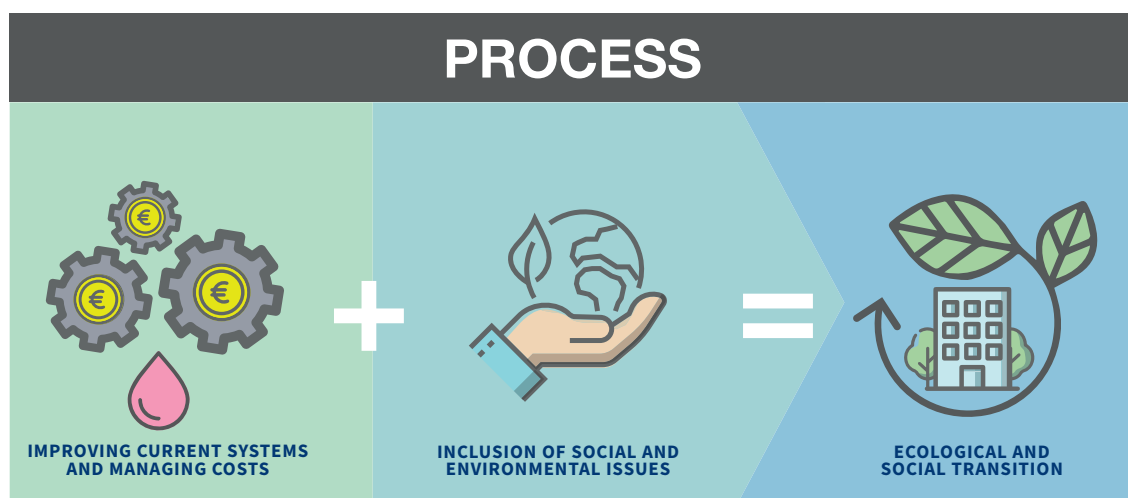 PROCESS
€
€
€
IMPROVING CURRENT SYSTEMS
AND MANAGING COSTS
+
INCLUSION OF SOCIAL AND
ENVIRONMENTAL ISSUES
=
ECOLOGICAL AND
SOCIAL TRANSITION